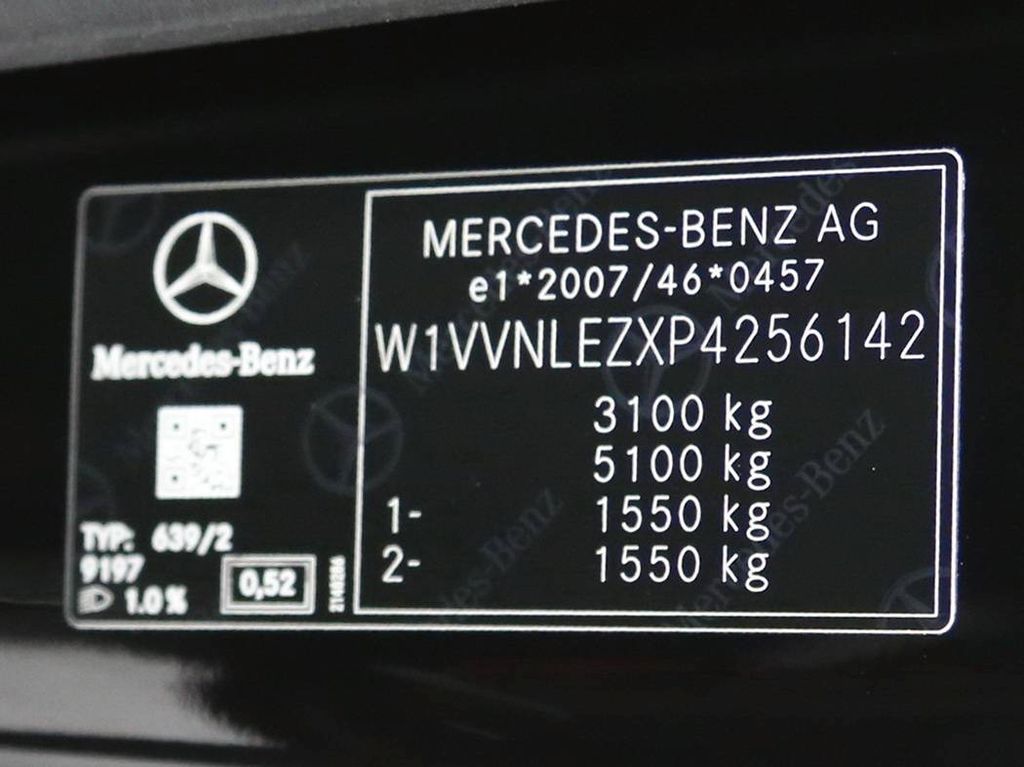 Mercedes-Benz
TYP: 639/2
9197
1.0%
0,52
MERCEDES-BENZ AG
e1*2007/46*0457
W1VVNLEZXP4256142
3100 kg
5100 kg
1- 1550 kg
2- 1550 kg